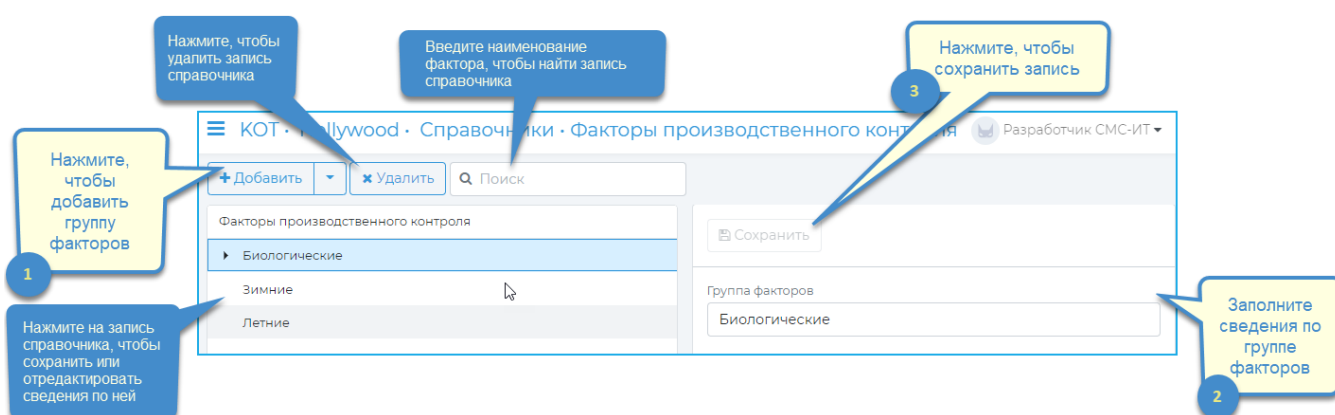 Нажмите, чтобы
удалить запись
справочника
Введите наименование
фактора, чтобы найти запись
справочника
Нажмите, чтобы
сохранить запись
3
Нажмите,
чтобы
добавить
группу
факторов
1
КОТ · Hollywood · Справочники · Факторы производственного контроля
Разработчик СМС-ИТ
Добавить
Удалить
Поиск
Факторы производственного контроля
Биологические
Зимние
Летние
Сохранить
Группа факторов
Биологические
Нажмите на запись
справочника, чтобы
сохранить или
отредактировать
сведения по ней
Заполните
сведения по
группе
факторов
2